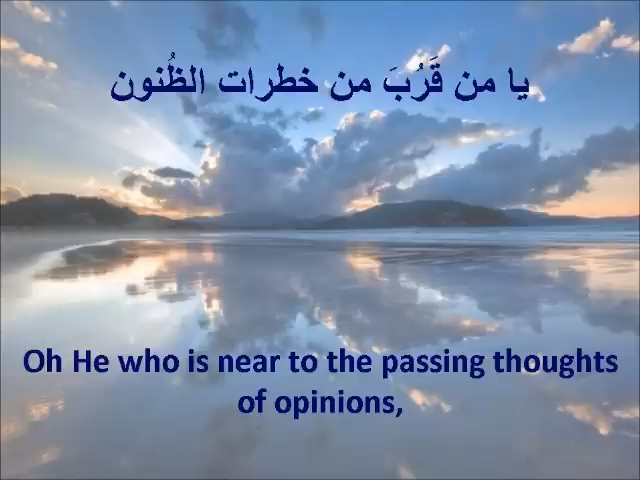 يا من قَرُبَ من خطرات الظُنون
Oh He who is near to the passing thoughts
of opinions,